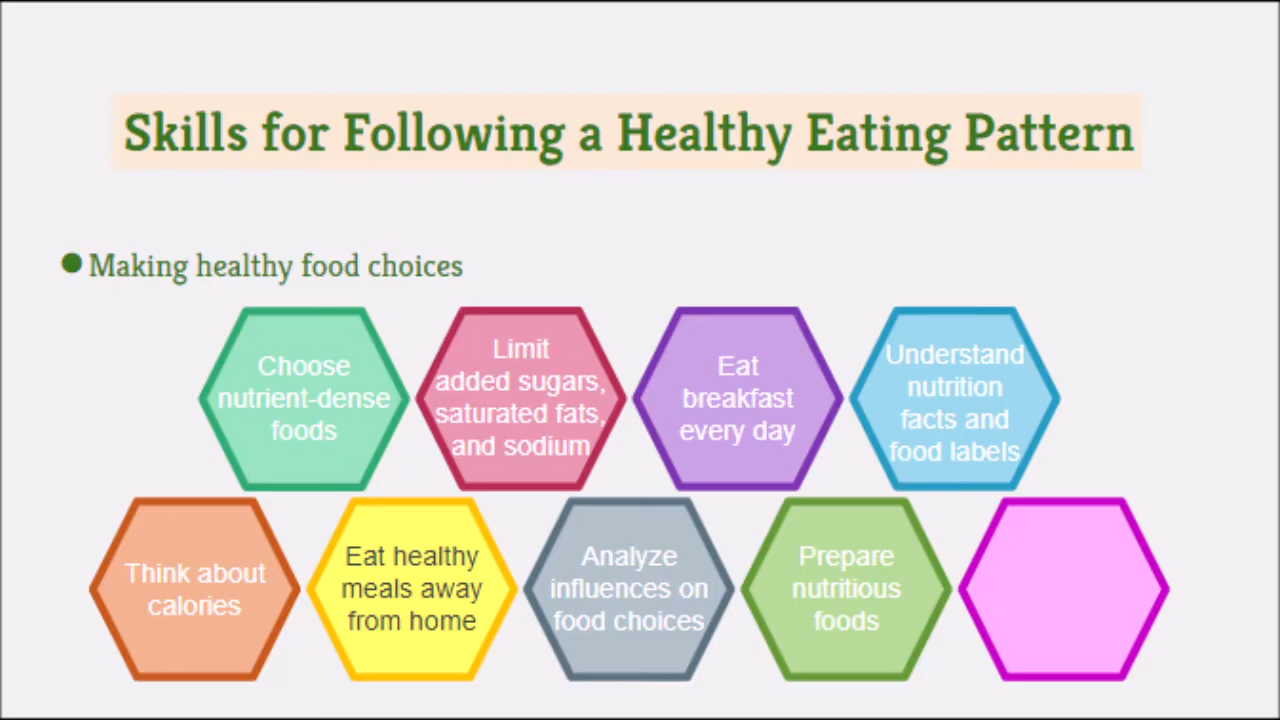 Skills for Following a Healthy Eating Pattern
Making healthy food choices
Choose
nutrient-dense
foods
Limit
added sugars,
saturated fats,
and sodium
Eat
breakfast
every day
Understand
nutrition
facts and
food labels
Think about
calories
Eat healthy
meals away
from home
Analyze
influences on
food choices
Prepare
nutritious
foods